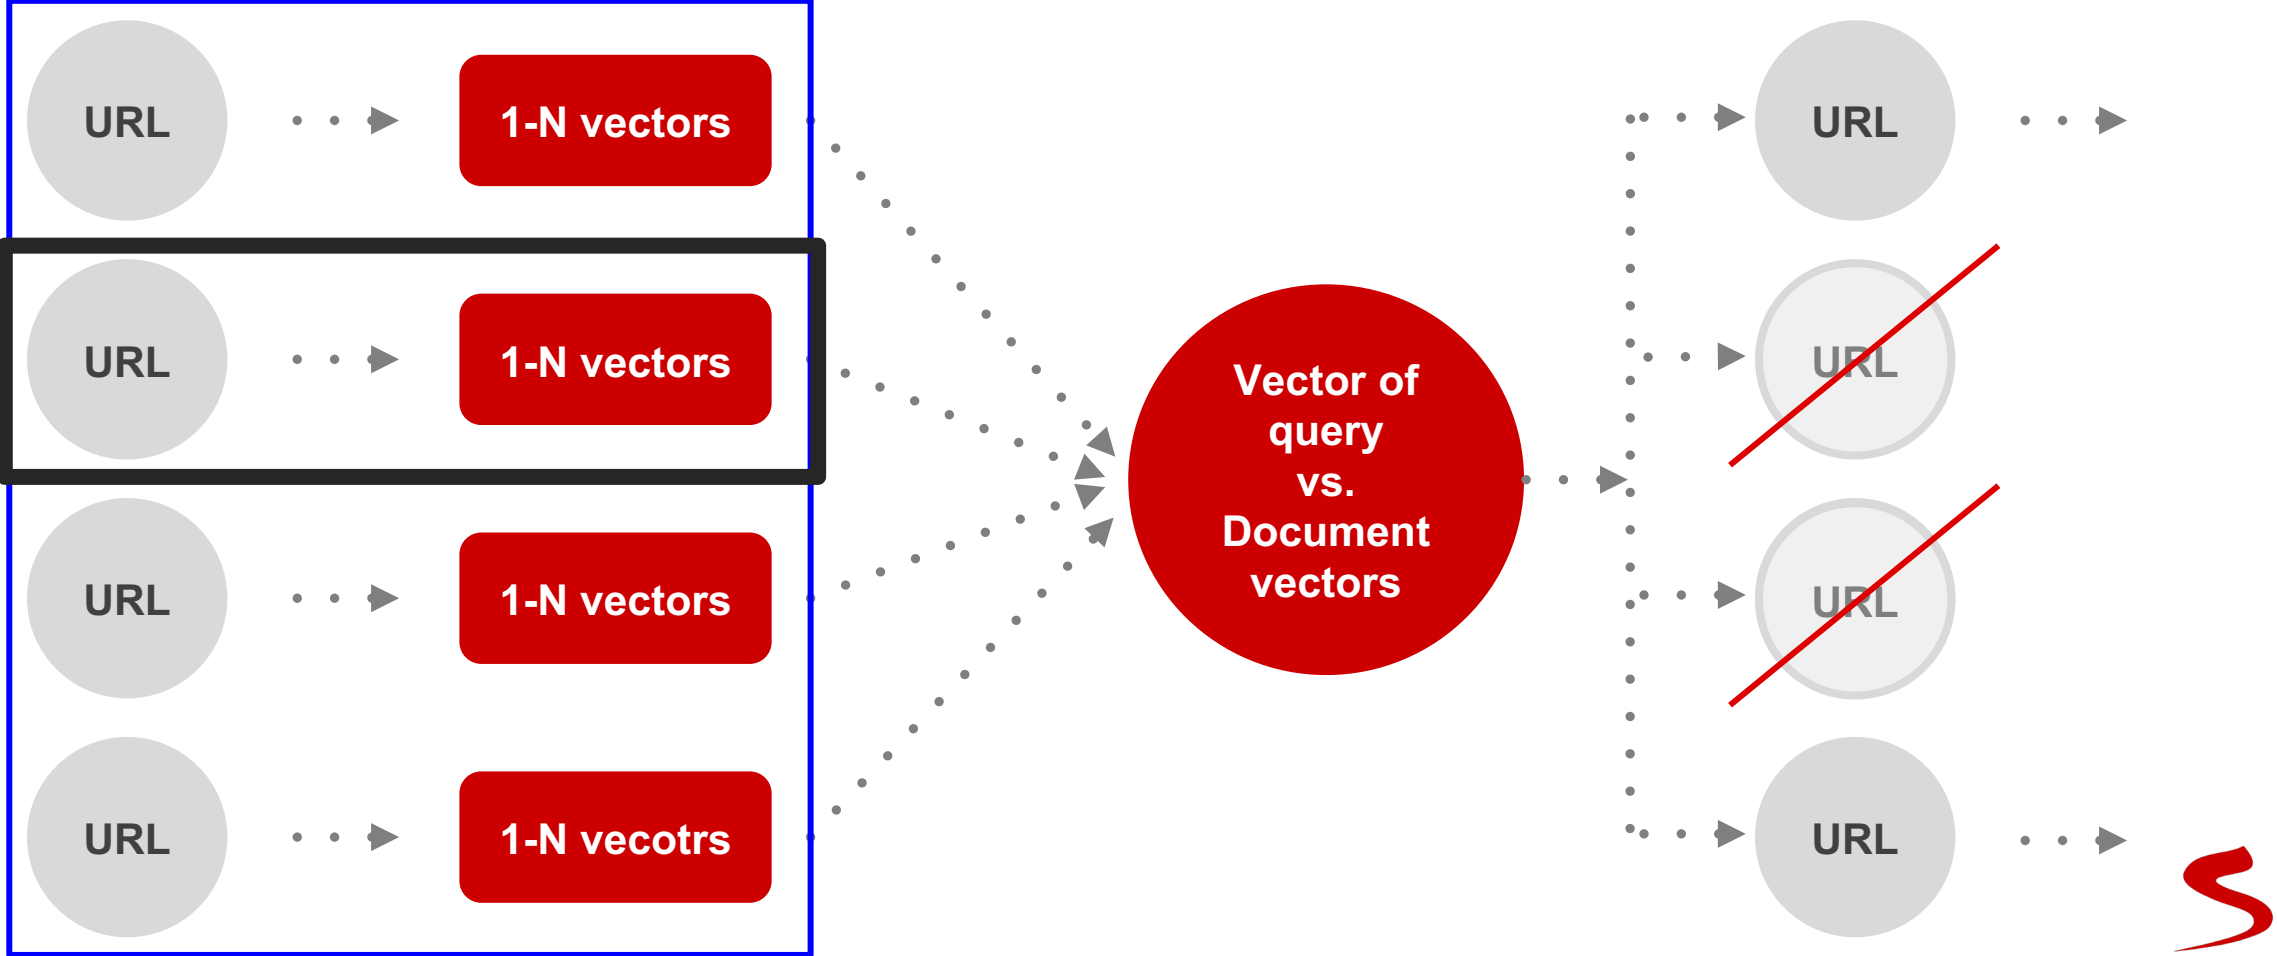 URL
1-N vectors
URL
1-N vectors
URL
1-N vectors
URL
1-N vecotrs
Vector of
query
vs.
Document
vectors
URL
URL
URL
URL